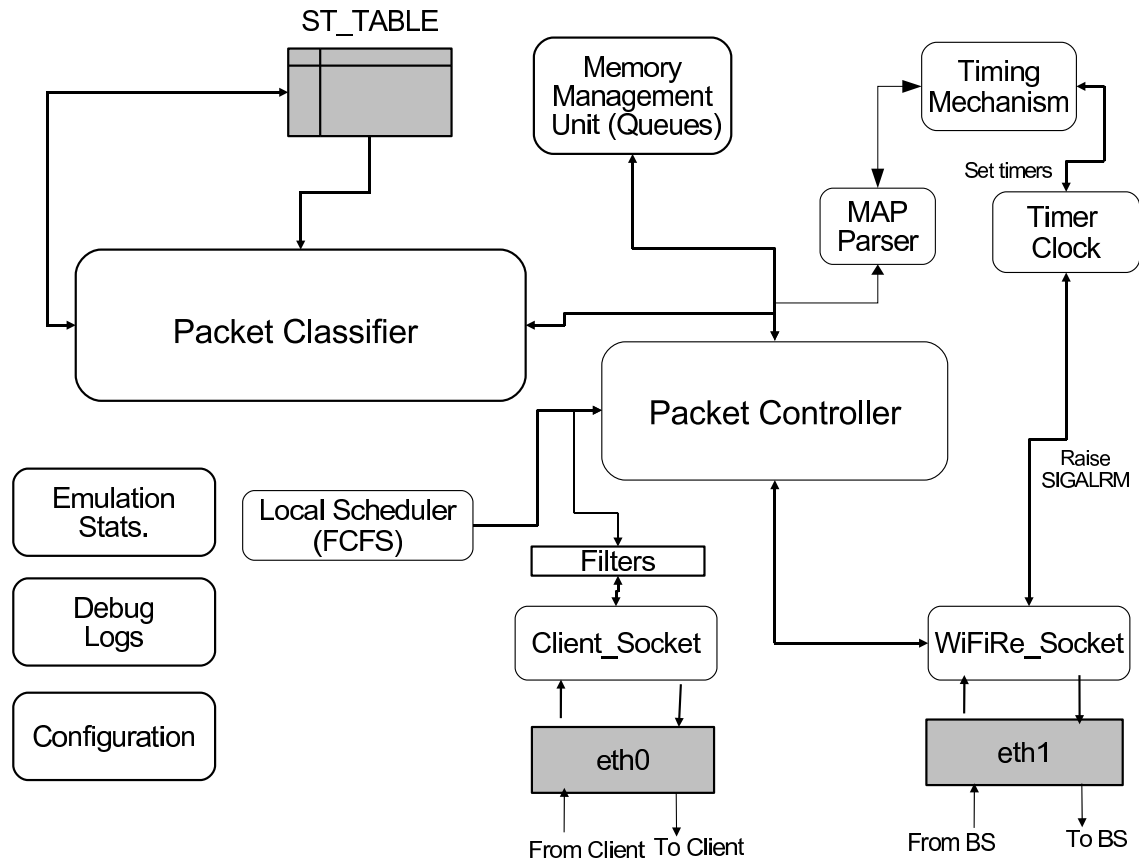 ST_TABLE
Memory
Management
Unit (Queues)
Timing
Mechanism
Set timers
MAP
Parser
Timer
Clock
Packet Classifier
Packet Controller
Raise
SIGALRM
Emulation
Stats.
Local Scheduler
(FCFS)
Filters
Debug
Logs
Client_Socket
WiFiRe_Socket
Configuration
eth0
eth1
From Client
To Client
From BS
To BS